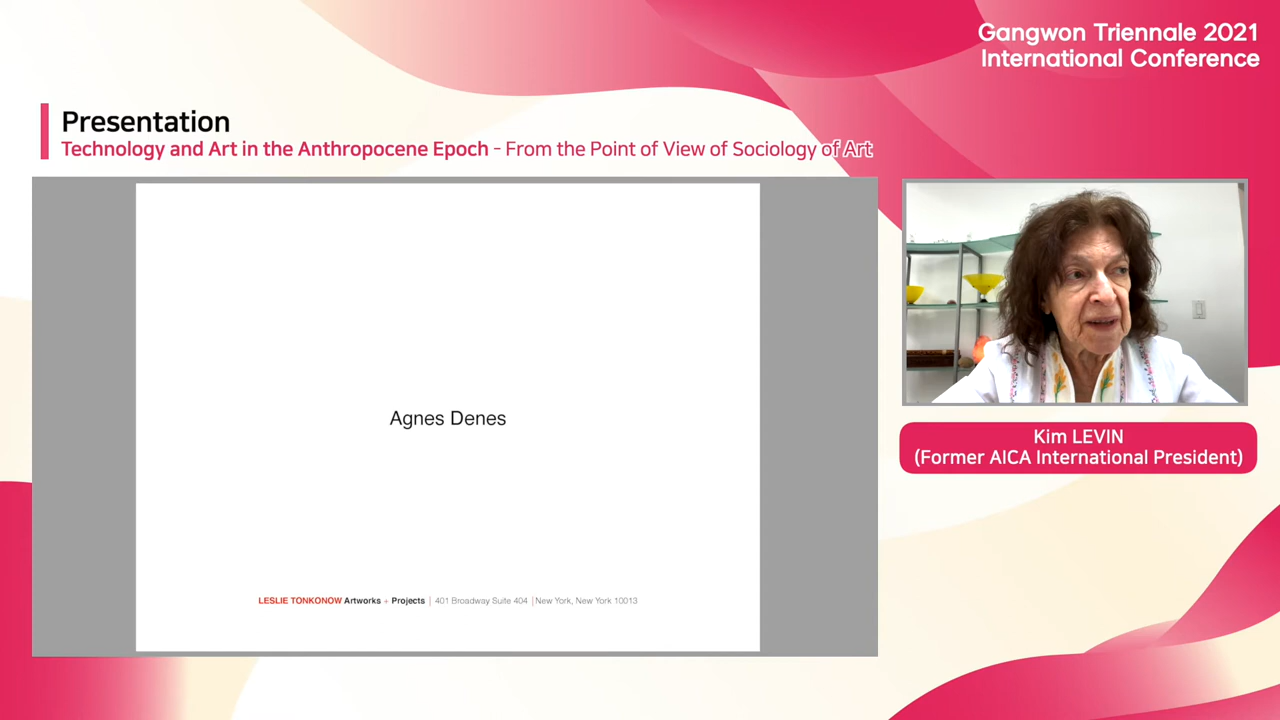 Gangwon Triennale 2021
International Conference
Presentation
Technology and Art in the Anthropocene Epoch - From the Point of View of Sociology of Art
Agnes Denes
LESLIE TONKONOW Artworks + Projects | 401 Broadway Suite 404 | New York, New York 10013
Kim LEVIN
(Former AICA International President)